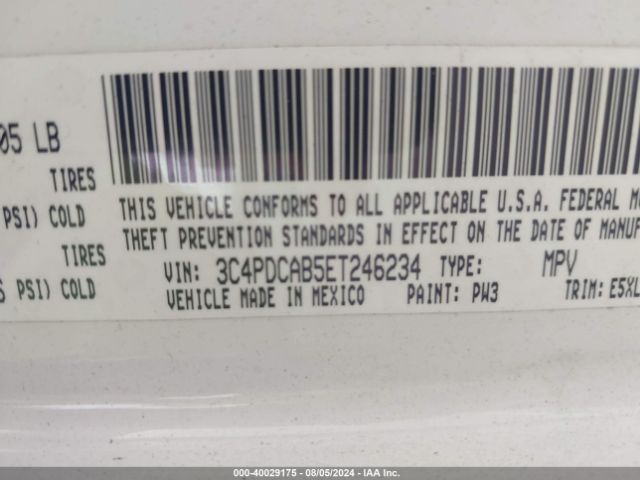 05 LB
TIRES
PSI) COLD
TIRES
PSI) COLD
THIS VEHICLE CONFORMS TO ALL APPLICABLE U.S.A. FEDERAL
THEFT PREVENTION STANDARDS IN EFFECT ON THE DATE OF MANUF
VIN: 3C4PDCAB5ET246234 TYPE: MPV
VEHICLE MADE IN MEXICO PAINT: PW3 TRIM: E5XL
000-40029175 - 08/05/2024 - IAA Inc.